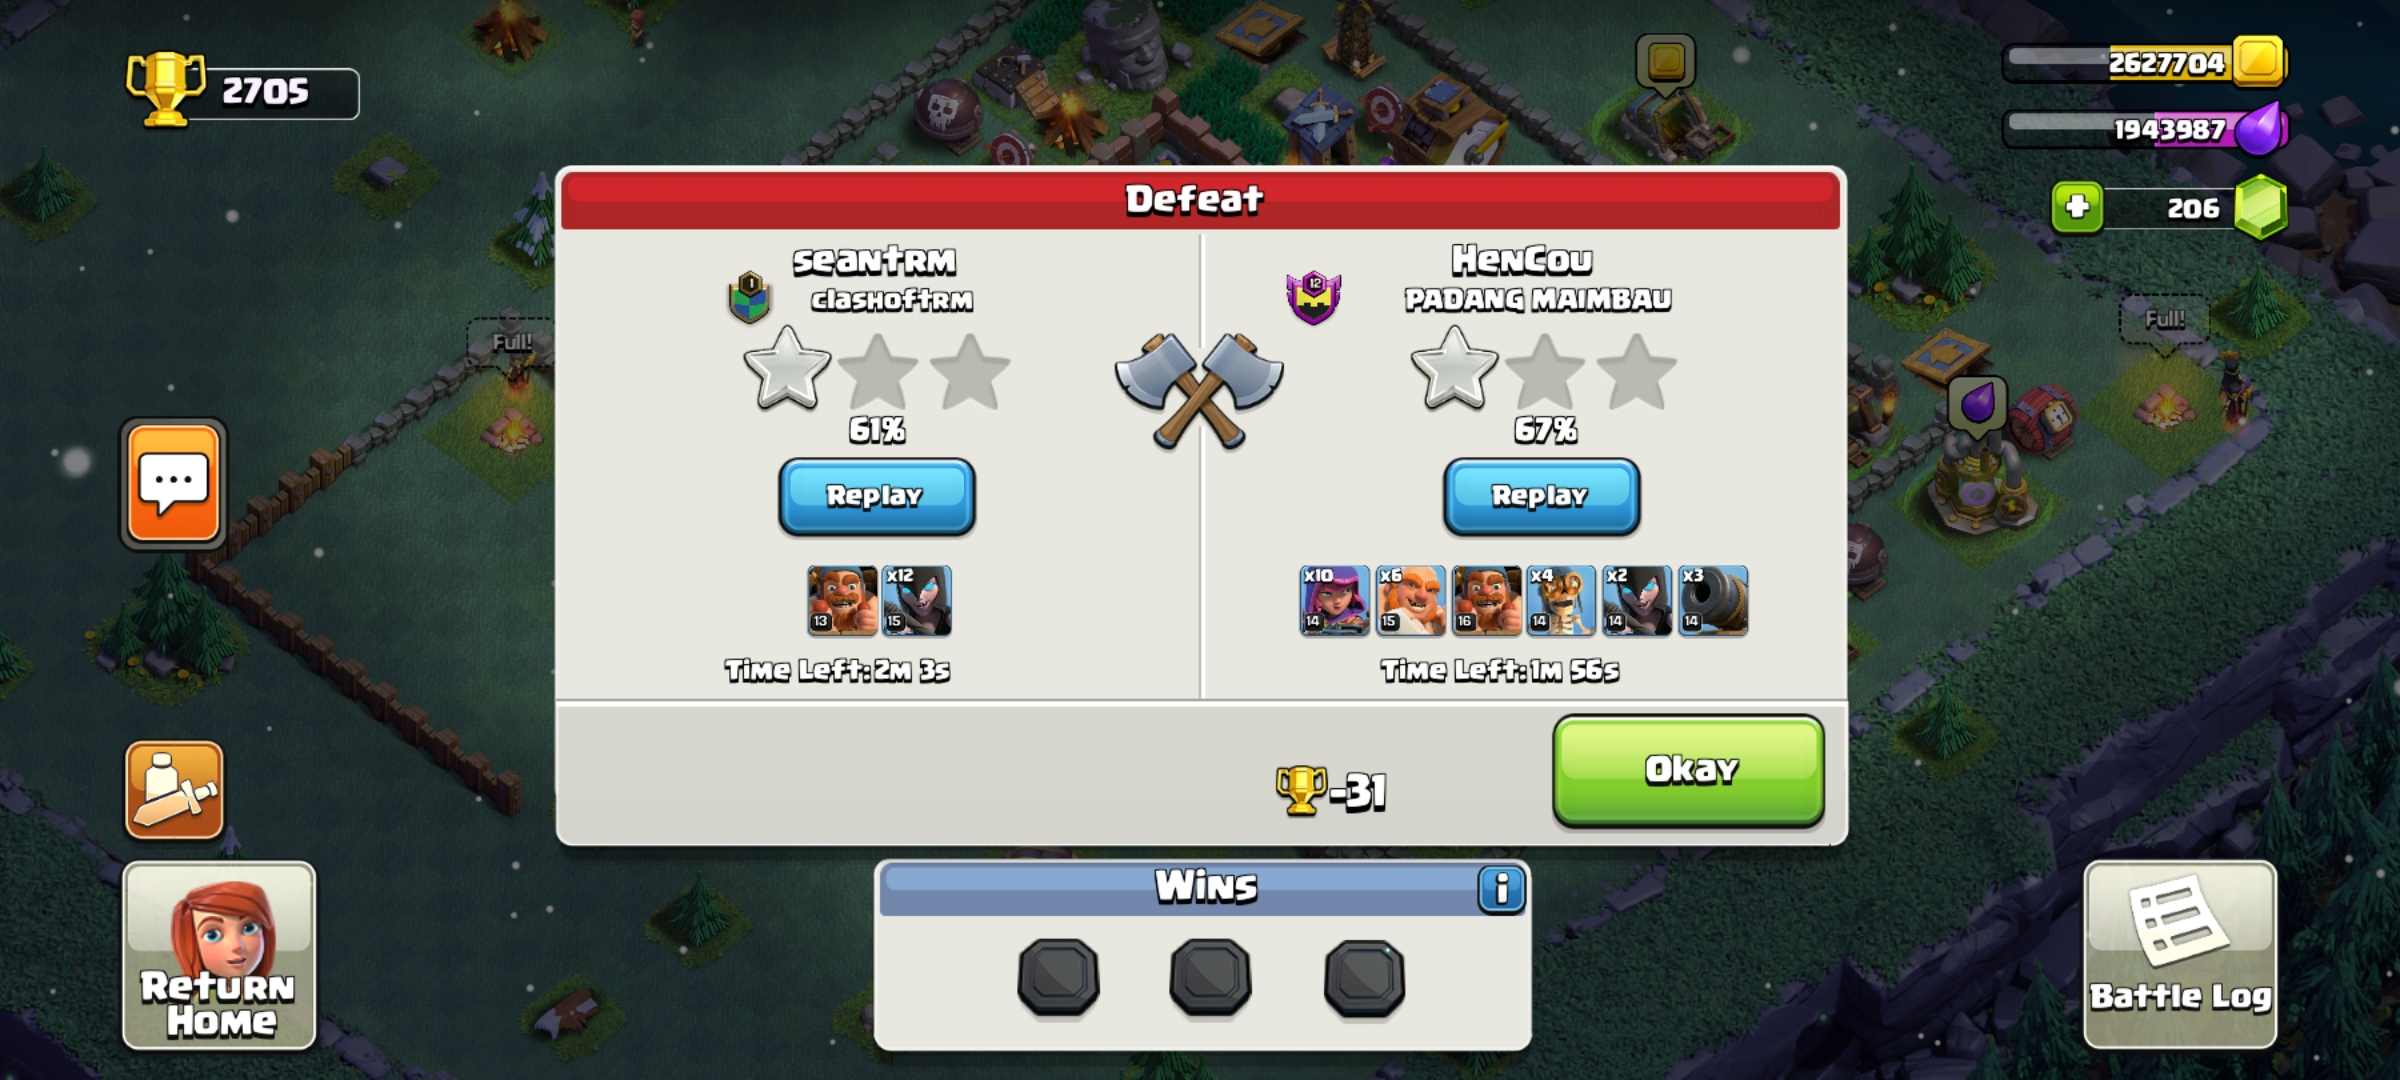 2705
2627704
1943987
206
Defeat
seantrm
clashoftrm
1
61%
Replay
13
x12
15
Time Left:2m 3s
HenCou
PADANG MAIMBAU
12
67%
Replay
x10
14
x6
15
16
x4
14
x2
14
x3
14
Time Left:1m 56s
Full!
Full!
-31
Okay
Wins
i
Return
Home
Battle Log